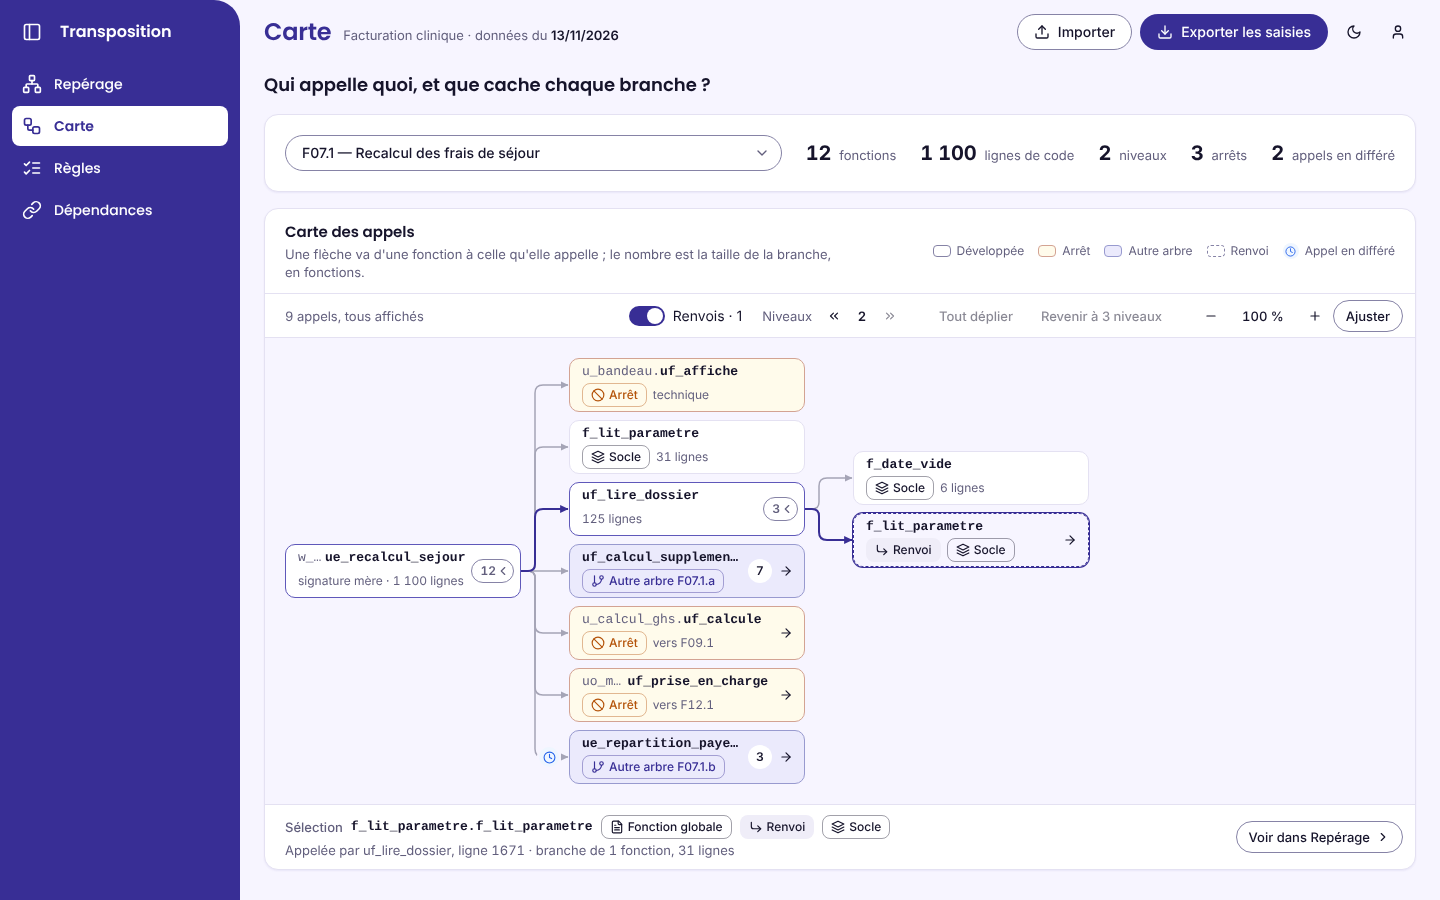 Transposition
Repérage
Carte
Règles
Dépendances
Carte Facturation clinique · données du 13/11/2026
Importer
Exporter les saisies
Qui appelle quoi, et que cache chaque branche ?
F07.1 — Recalcul des frais de séjour
12 fonctions 1 100 lignes de code 2 niveaux 3 arrêts 2 appels en différé
Carte des appels
Une flèche va d'une fonction à celle qu'elle appelle ; le nombre est la taille de la branche,
en fonctions.
Développée Arrêt Autre arbre Renvoi Appel en différé
9 appels, tous affichés
Renvois · 1
Niveaux « 2 »
Tout déplier
Revenir à 3 niveaux
− 100 % +
Ajuster
w_… ue_recalcul_sejour
signature mère · 1 100 lignes
12
u_bandeau.uf_affiche
Arrêt technique
f_lit_parametre
Socle 31 lignes
uf_lire_dossier
125 lignes
3
uf_calcul_supplemen…
Autre arbre F07.1.a
7
u_calcul_ghs.uf_calcule
Arrêt vers F09.1
uo_m… uf_prise_en_charge
Arrêt vers F12.1
ue_repartition_paye…
Autre arbre F07.1.b
3
f_date_vide
Socle 6 lignes
f_lit_parametre
Renvoi Socle
Sélection f_lit_parametre.f_lit_parametre Fonction globale Renvoi Socle
Appelée par uf_lire_dossier, ligne 1671 · branche de 1 fonction, 31 lignes
Voir dans Repérage